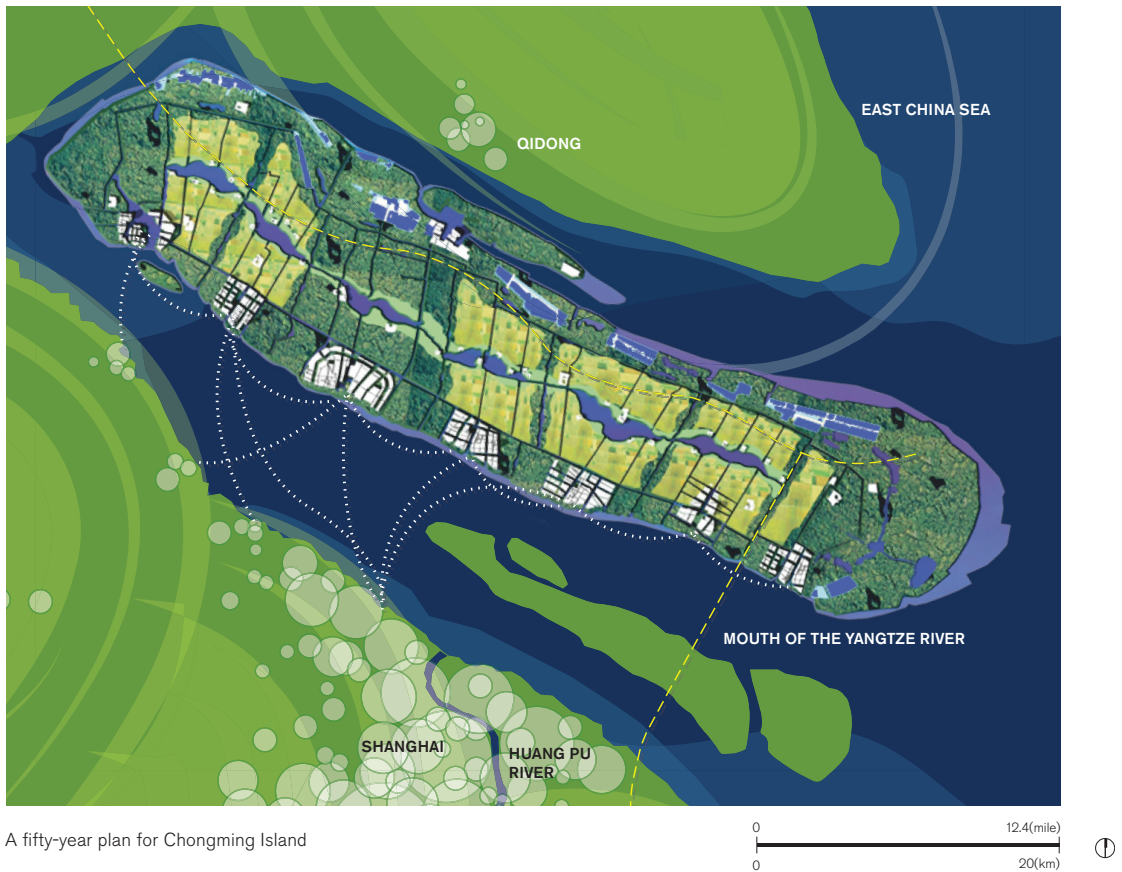 EAST CHINA SEA
QIDONG
MOUTH OF THE YANGTZE RIVER
SHANGHAI
HUANG PU
RIVER
A fifty-year plan for Chongming Island
0
12.4(mile)
0
20(km)